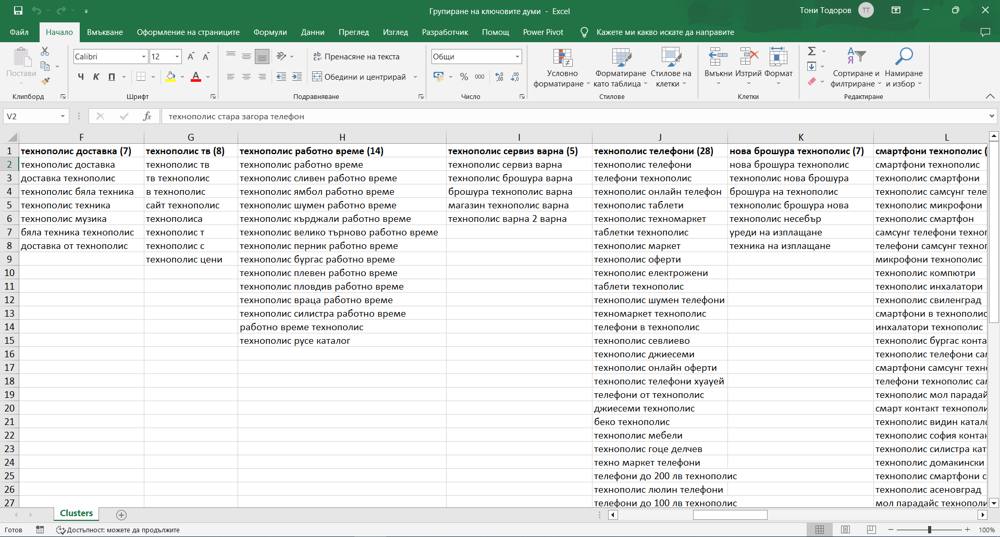 Групиране на ключовите думи - Excel
Тони Тодоров
ТТ
Файл Начало Вмъкване Оформление на страниците Формули Данни Преглед Изглед Разработчик Помощ Power Pivot Кажете ми какво искате да направите
Постави
Клипборд
Calibri 12
Ч К П А
Шрифт
Пренасяне на текста
Обедини и центрирай
Подравняване
Общи
% 000
Число
Условно форматиране
Форматиране като таблица
Стилове на клетки
Стилове
Вмъкни Изтрий Формат
Клетки
Сортиране и филтриране
Намиране и избор
Редактиране
V2 fx технополис стара загора телефон
F G H I J K L
1 технополис доставка (7) технополис тв (8) технополис работно време (14) технополис сервиз варна (5) технополис телефони (28) нова брошура технополис (7) смартфони технополис (
2 технополис доставка технополис тв технополис работно време технополис сервиз варна технополис телефони нова брошура технополис смартфони технополис
3 доставка технополис тв технополис технополис сливен работно време технополис брошура варна телефони технополис технополис нова брошура технополис смартфони
4 технополис бяла техника в технополис технополис ямбол работно време брошура технополис варна технополис онлайн телефон брошура на технополис технополис самсунг теле
5 технополис техника сайт технополис технополис шумен работно време магазин технополис варна технополис таблети технополис брошура нова технополис микрофони
6 технополис музика технополиса технополис кърджали работно време технополис варна 2 варна технополис техномаркет технополис несебър технополис смартфон
7 бяла техника технополис технополис т технополис велико търново работно време таблетки технополис уреди на изплащане самсунг телефони техно
8 доставка от технополис технополис с технополис перник работно време технополис маркет техника на изплащане телефони самсунг техно
9 технополис цени технополис бургас работно време технополис оферти микрофони технополис
10 технополис плевен работно време технополис електрожени технополис компютри
11 технополис пловдив работно време таблети технополис технополис инхалатори
12 технополис враца работно време технополис шумен телефони технополис свиленград
13 технополис силистра работно време техномаркет технополис смартфони в технополис
14 работно време технополис телефони в технополис инхалатори технополис
15 технополис русе каталог технополис севлиево технополис бургас конта
16 технополис джиесеми технополис телефони са
17 технополис онлайн оферти смартфони самсунг техн
18 технополис телефони хуауей телефони технополис са
19 телефони от технополис технополис мол парадай
20 джиесеми технополис смарт контакт технополи
21 беко технополис технополис видин катал
22 технополис мебели технополис софия конта
23 технополис гоце делчев технополис силистра кат
24 техно маркет телефони технополис домакински
25 телефони до 200 лв технополис технополис смартфони с
26 технополис люлин телефони технополис асеновград
27 телефони до 100 лв технополис мол парадайс технополи
Clusters
Готов Достъпност: можете да продължите 100%